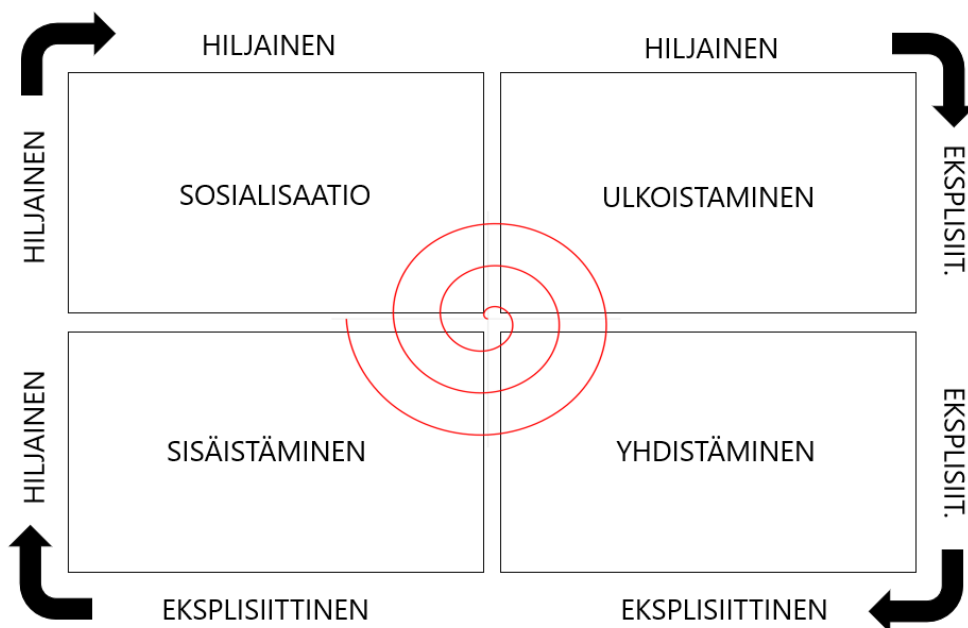 HILJAINEN
HILJAINEN
HILJAINEN
SOSIALISAATIO
ULKOISTAMINEN
EKSPLISIIT.
HILJAINEN
SISÄISTÄMINEN
YHDISTÄMINEN
EKSPLISIIT.
EKSPLISIITTINEN
EKSPLISIITTINEN